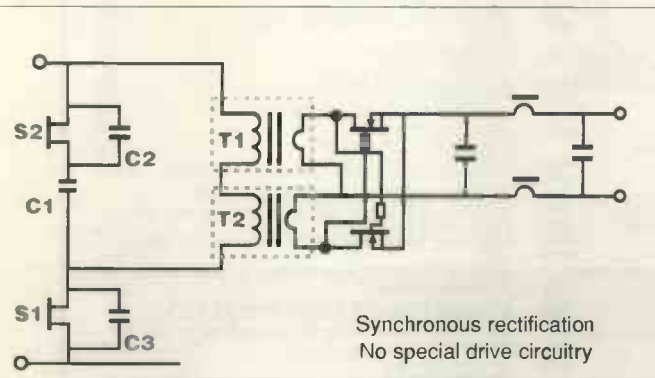 S2
C2
C1
T1
T2
S1
C3
Synchronous rectification
No special drive circuitry